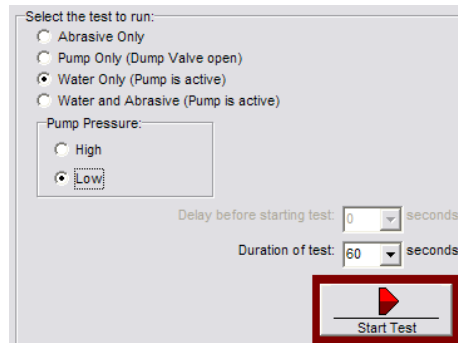 Select the test to run:
Abrasive Only
Pump Only (Dump Valve open)
Water Only (Pump is active)
Water and Abrasive (Pump is active)
Pump Pressure:
High
Low
Delay before starting test: 0 seconds
Duration of test: 60 seconds
Start Test